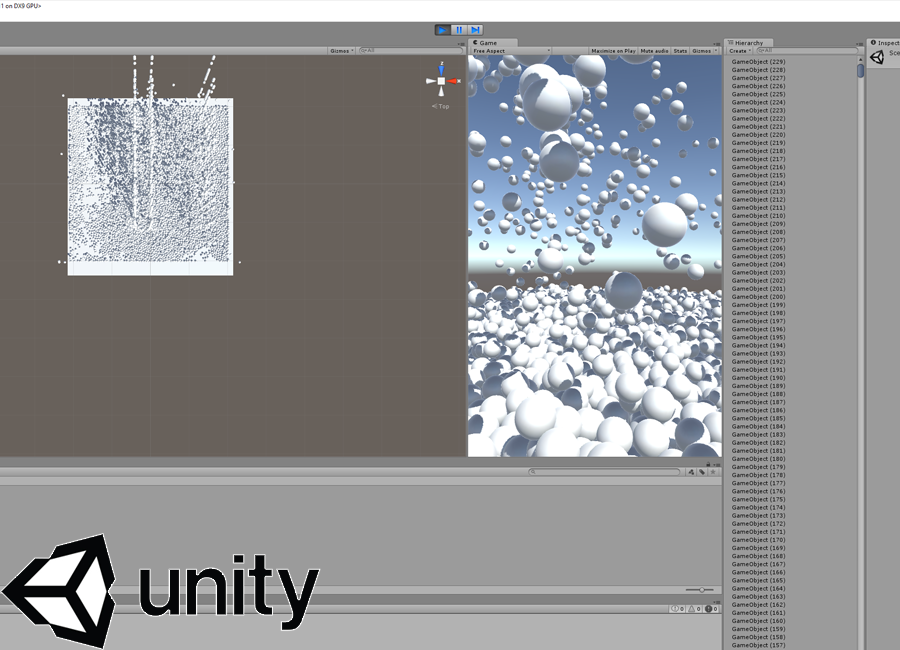 1 on DX9 GPU>
Gizmos
All
Top
Game
Free Aspect
Maximize on Play Mute audio Stats Gizmos
Hierarchy
Create
All
GameObject (229)
GameObject (228)
GameObject (227)
GameObject (226)
GameObject (225)
GameObject (224)
GameObject (223)
GameObject (222)
GameObject (221)
GameObject (220)
GameObject (219)
GameObject (218)
GameObject (217)
GameObject (216)
GameObject (215)
GameObject (214)
GameObject (213)
GameObject (212)
GameObject (211)
GameObject (210)
GameObject (209)
GameObject (208)
GameObject (207)
GameObject (206)
GameObject (205)
GameObject (204)
GameObject (203)
GameObject (202)
GameObject (201)
GameObject (200)
GameObject (199)
GameObject (198)
GameObject (197)
GameObject (196)
GameObject (195)
GameObject (194)
GameObject (193)
GameObject (192)
GameObject (191)
GameObject (190)
GameObject (189)
GameObject (188)
GameObject (187)
GameObject (186)
GameObject (185)
GameObject (184)
GameObject (183)
GameObject (182)
GameObject (181)
GameObject (180)
GameObject (179)
GameObject (178)
GameObject (177)
GameObject (176)
GameObject (175)
GameObject (174)
GameObject (173)
GameObject (172)
GameObject (171)
GameObject (170)
GameObject (169)
GameObject (168)
GameObject (167)
GameObject (166)
GameObject (165)
GameObject (164)
GameObject (163)
GameObject (162)
GameObject (161)
GameObject (160)
GameObject (159)
GameObject (158)
GameObject (157)
Inspect
Sce
0 0 0
unity